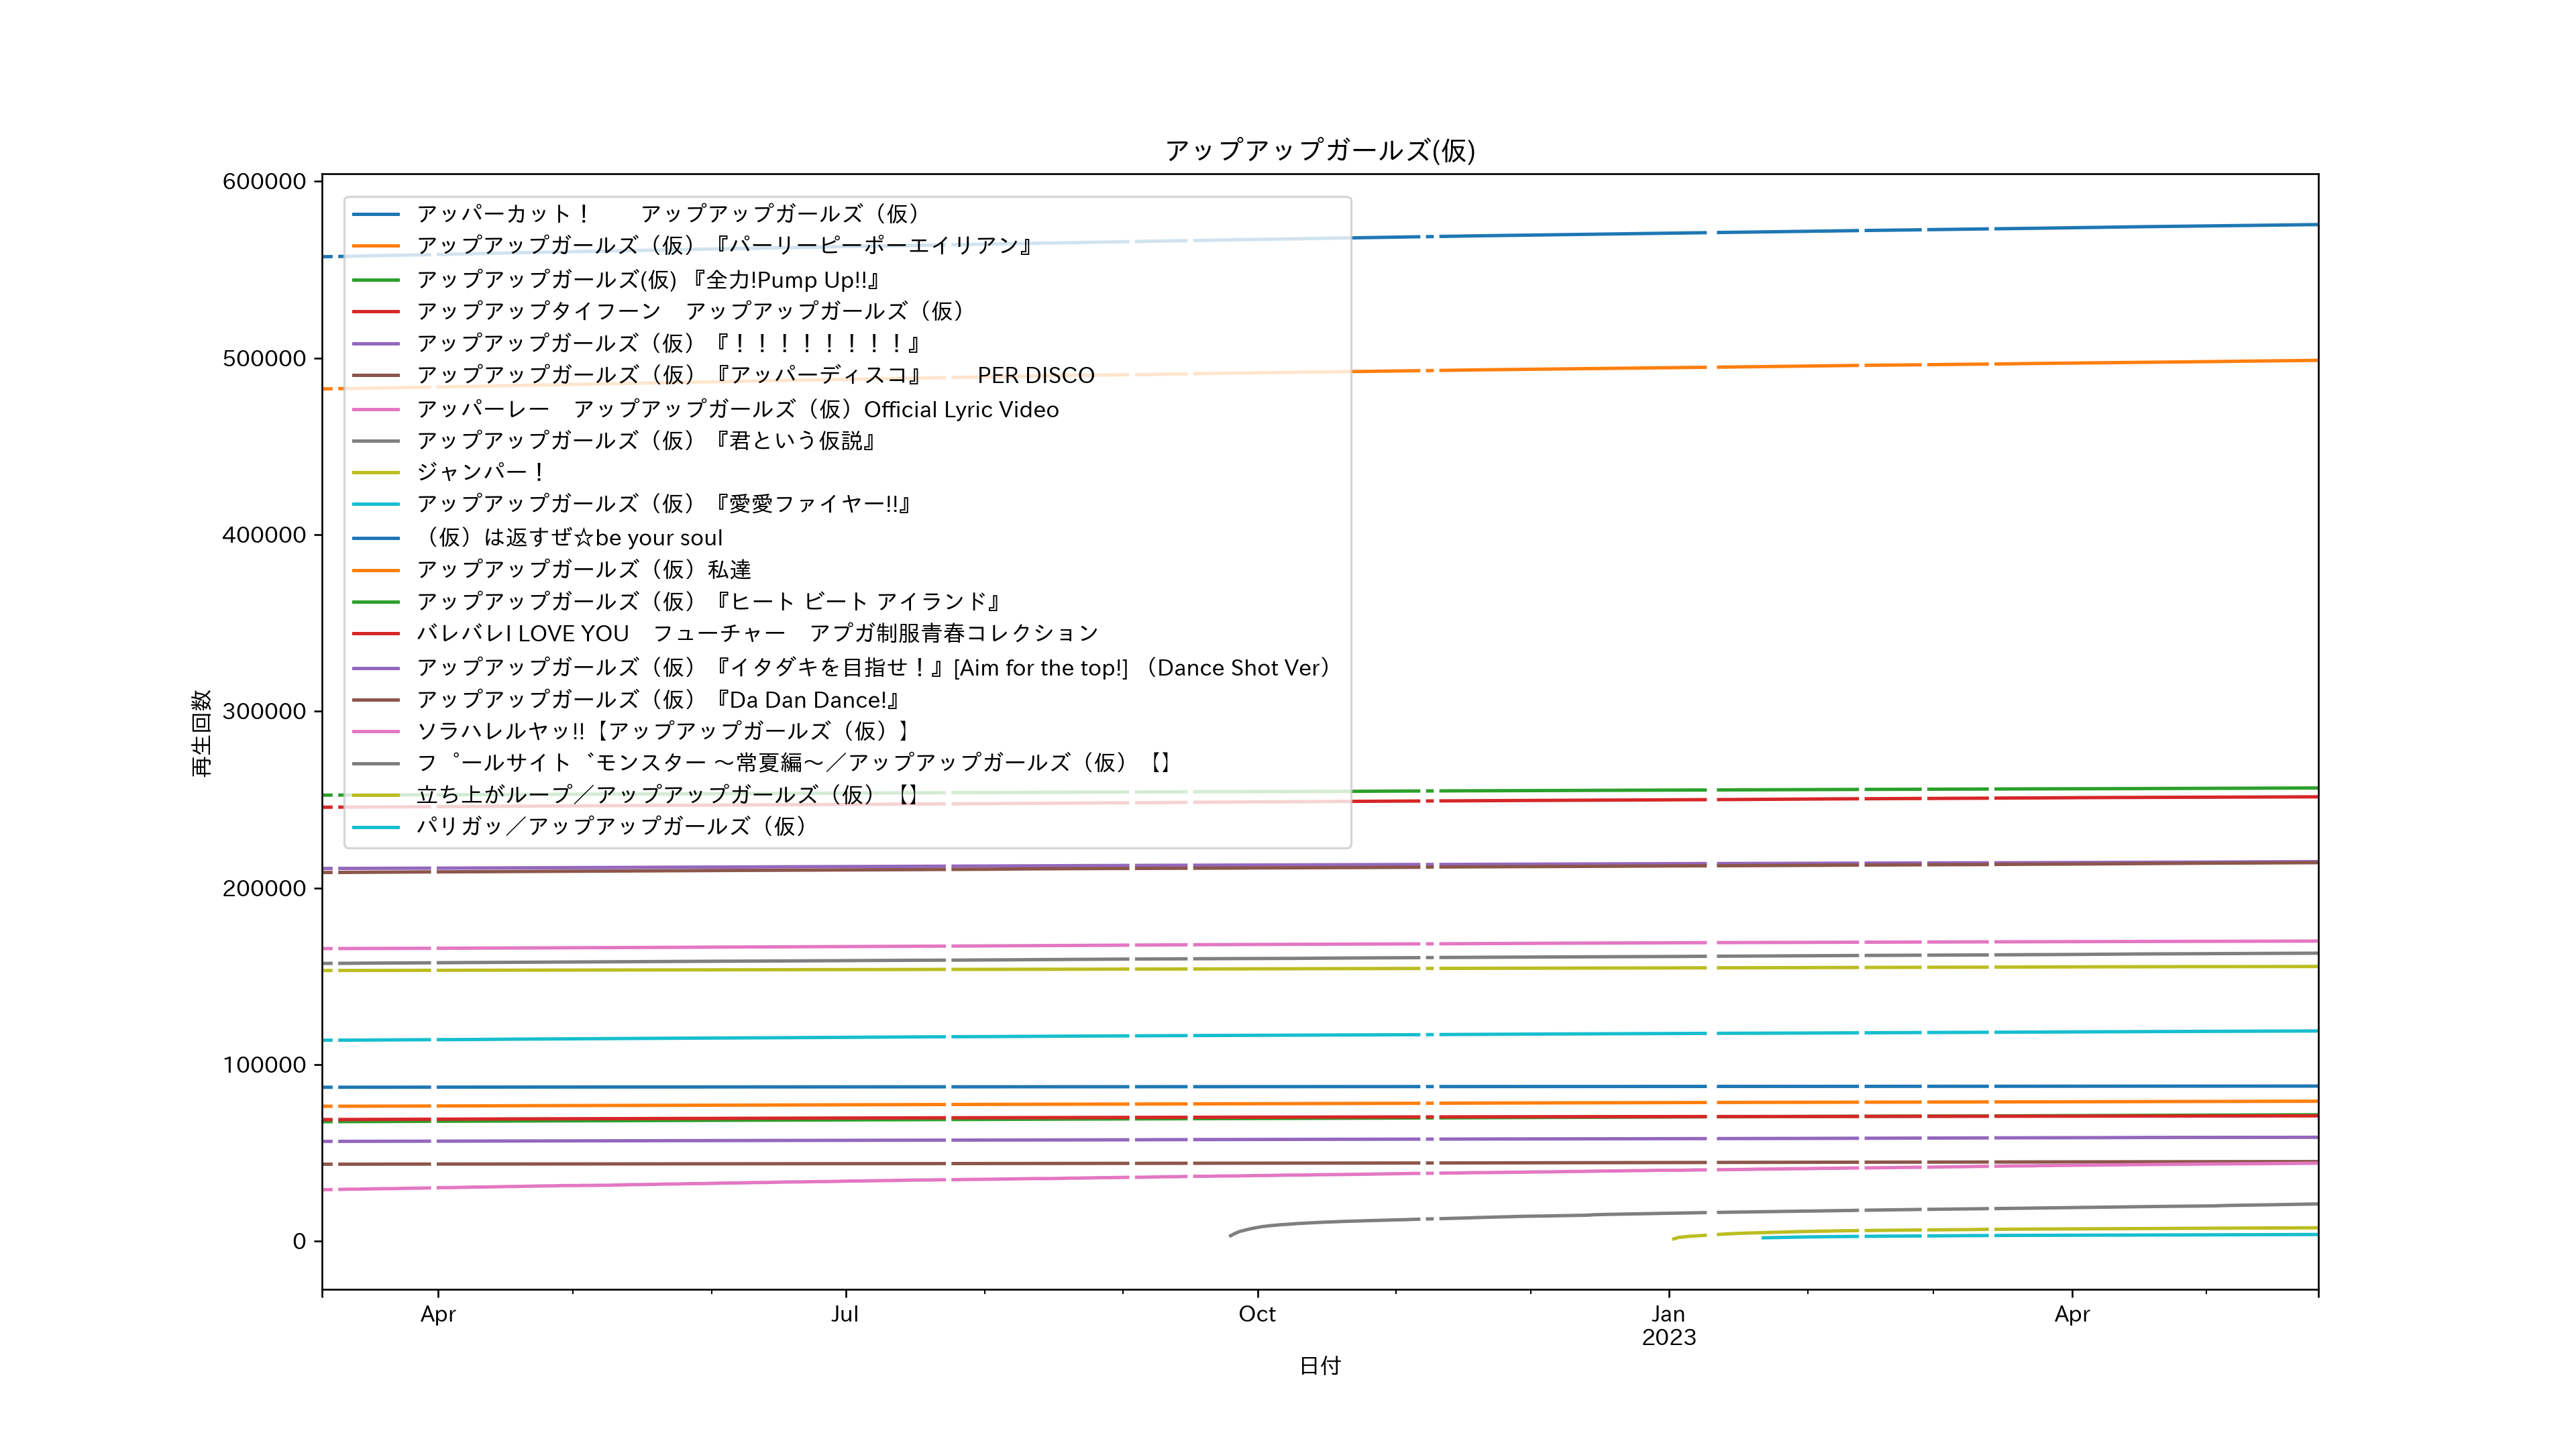 アップアップガールズ(仮)
600000
500000
400000
300000
200000
100000
0
再生回数
アッパーカット！　　アップアップガールズ（仮）
アップアップガールズ（仮）『パーリーピーポーエイリアン』
アップアップガールズ(仮) 『全力!Pump Up!!』
アップアップタイフーン　アップアップガールズ（仮）
アップアップガールズ（仮）『！！！！！！！！』
アップアップガールズ（仮）『アッパーディスコ』　　PER DISCO
アッパーレー　アップアップガールズ（仮）Official Lyric Video
アップアップガールズ（仮）『君という仮説』
ジャンパー！
アップアップガールズ（仮）『愛愛ファイヤー!!』
（仮）は返すぜ☆be your soul
アップアップガールズ（仮）私達
アップアップガールズ（仮）『ヒート ビート アイランド』
バレバレI LOVE YOU　フューチャー　アプガ制服青春コレクション
アップアップガールズ（仮）『イタダキを目指せ！』[Aim for the top!] （Dance Shot Ver）
アップアップガールズ（仮）『Da Dan Dance!』
ソラハレルヤッ!!【アップアップガールズ（仮）】
フ゜ールサイト゛モンスター 〜常夏編〜／アップアップガールズ（仮）【】
立ち上がループ／アップアップガールズ（仮）【】
パリガッ／アップアップガールズ（仮）
Apr
Jul
Oct
Jan
2023
Apr
日付